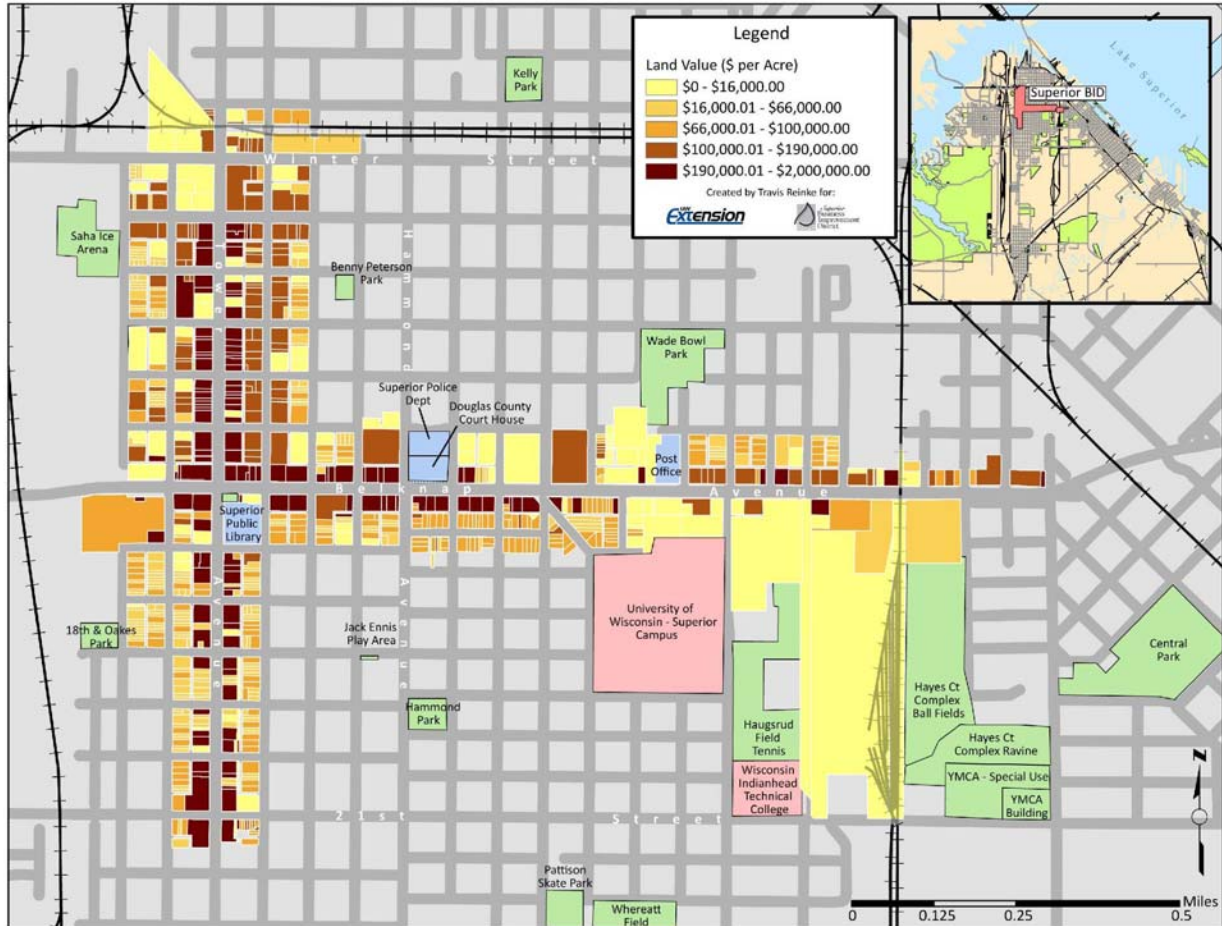 Legend
Land Value ($ per Acre)
$0 - $16,000.00
$16,000.01 - $66,000.00
$66,000.01 - $100,000.00
$100,000.01 - $190,000.00
$190,000.01 - $2,000,000.00
Created by Travis Reinke for:
Extension
Superior
Business
Improvement
District
Lake Superior
Superior BID
Kelly
Park
Winter Street
Saha Ice
Arena
Tower
Hammond
Benny Peterson
Park
Wade Bowl
Park
Superior Police
Dept
Douglas County
Court House
Post
Office
Belknap Avenue
Superior
Public
Library
Avenue
Avenue
18th & Oakes
Park
Jack Ennis
Play Area
University of
Wisconsin - Superior
Campus
Hammond
Park
Haugsrud
Field
Tennis
Wisconsin
Indianhead
Technical
College
Central
Park
Hayes Ct
Complex
Ball Fields
Hayes Ct
Complex Ravine
YMCA - Special Use
YMCA
Building
21st Street
Pattison
Skate Park
Whereatt
Field
N
Miles
0 0.125 0.25 0.5